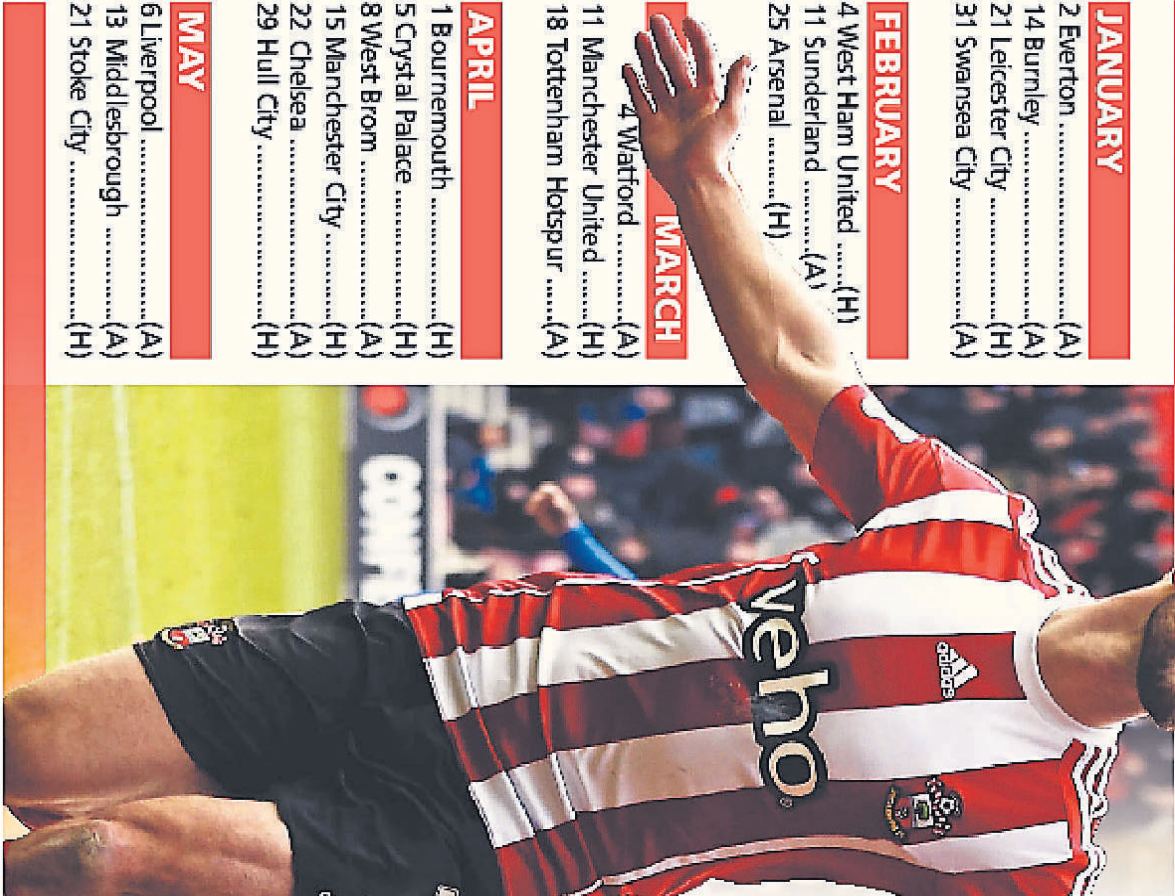 JANUARY
2 Everton ........................(A)
14 Burnley ......................(A)
21 Leicester City ...............(H)
31 Swansea City ..............(A)
FEBRUARY
4 West Ham United .....(H)
11 Sunderland ..........(A)
25 Arsenal ..........(H)
MARCH
4 Watford ............(A)
11 Manchester United ......(H)
18 Tottenham Hotspur ......(A)
APRIL
1 Bournemouth ..............(H)
5 Crystal Palace ...............(H)
8 West Brom ..................(A)
15 Manchester City .........(H)
22 Chelsea ......................(A)
29 Hull City .....................(H)
MAY
6 Liverpool .....................(A)
13 Middlesbrough ..........(A)
21 Stoke City ...................(H)
adidas
veho